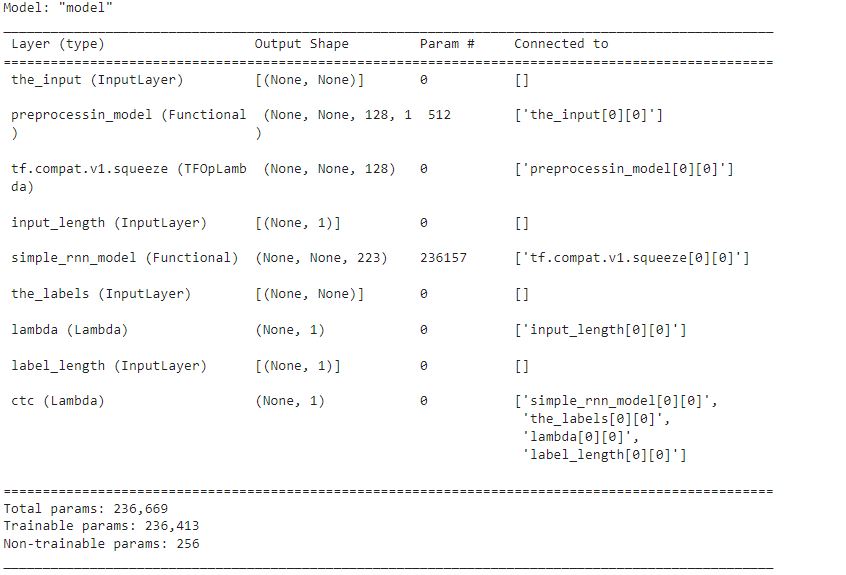 Model: "model"
__________________________________________________________________________________________________
Layer (type) Output Shape Param # Connected to
==================================================================================================
the_input (InputLayer) [(None, None)] 0 []
preprocessin_model (Functional (None, None, 128, 1 512 ['the_input[0][0]']
) )
tf.compat.v1.squeeze (TFOpLamb (None, None, 128) 0 ['preprocessin_model[0][0]']
da)
input_length (InputLayer) [(None, 1)] 0 []
simple_rnn_model (Functional) (None, None, 223) 236157 ['tf.compat.v1.squeeze[0][0]']
the_labels (InputLayer) [(None, None)] 0 []
lambda (Lambda) (None, 1) 0 ['input_length[0][0]']
label_length (InputLayer) [(None, 1)] 0 []
ctc (Lambda) (None, 1) 0 ['simple_rnn_model[0][0]',
'the_labels[0][0]',
'lambda[0][0]',
'label_length[0][0]']
==================================================================================================
Total params: 236,669
Trainable params: 236,413
Non-trainable params: 256
__________________________________________________________________________________________________